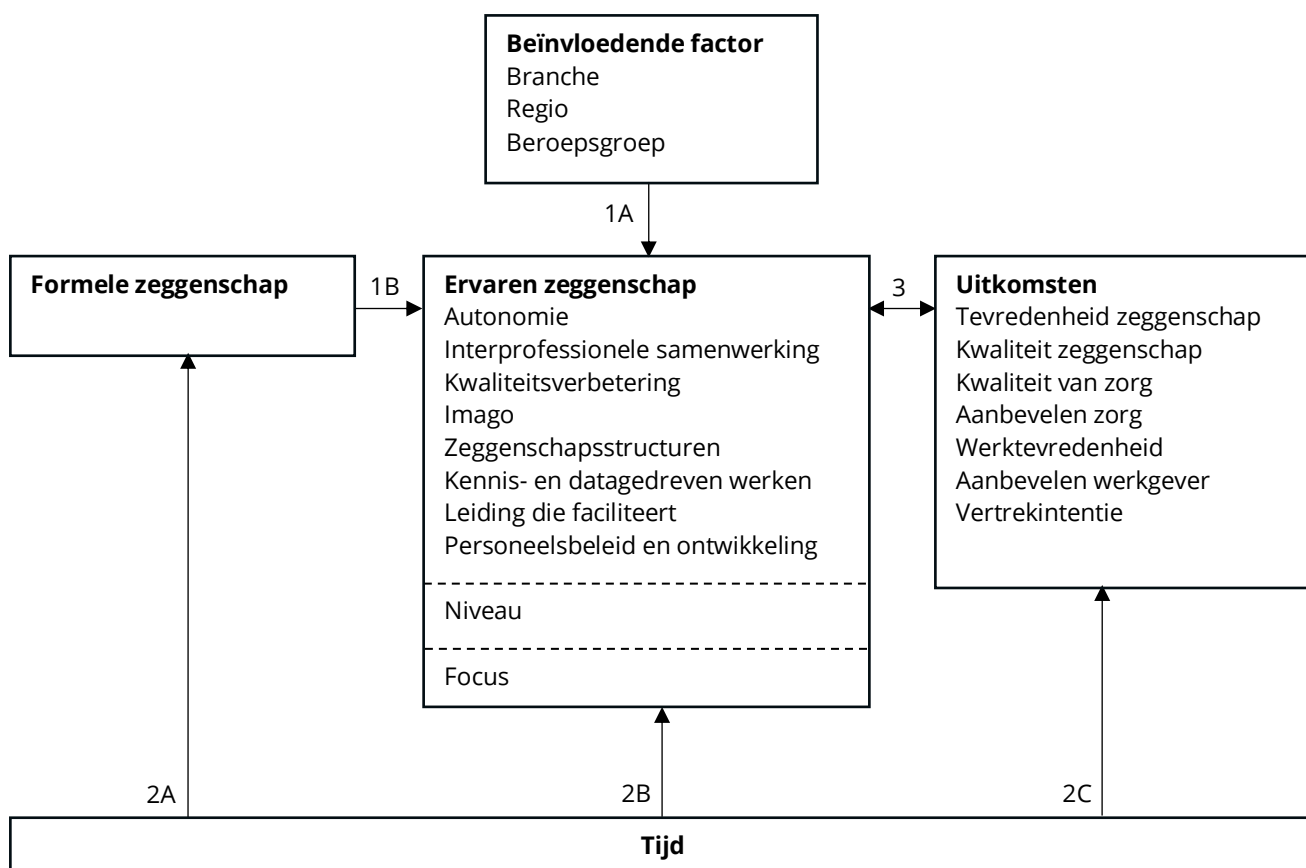 Beïnvloedende factor
Branche
Regio
Beroepsgroep
1A
Formele zeggenschap
1B
Ervaren zeggenschap
Autonomie
Interprofessionele samenwerking
Kwaliteitsverbetering
Imago
Zeggenschapsstructuren
Kennis- en datagedreven werken
Leiding die faciliteert
Personeelsbeleid en ontwikkeling
Niveau
Focus
3
Uitkomsten
Tevredenheid zeggenschap
Kwaliteit zeggenschap
Kwaliteit van zorg
Aanbevelen zorg
Werktevredenheid
Aanbevelen werkgever
Vertrekintentie
2A
2B
2C
Tijd